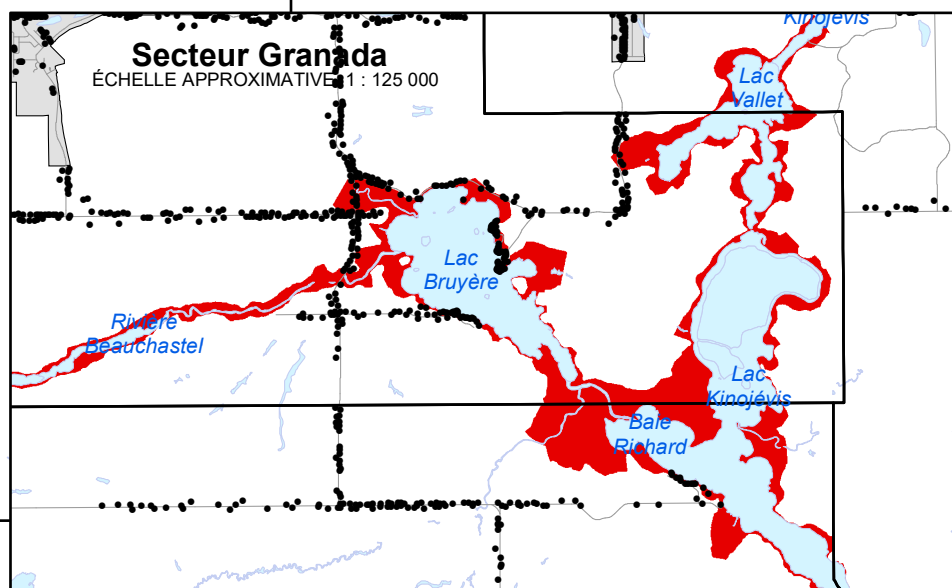 Kinojévis
Secteur Granada
ÉCHELLE APPROXIMATIVE 1 : 125 000
Lac
Vallet
Lac
Bruyère
Rivière
Beauchastel
Lac
Kinojévis
Baie
Richard